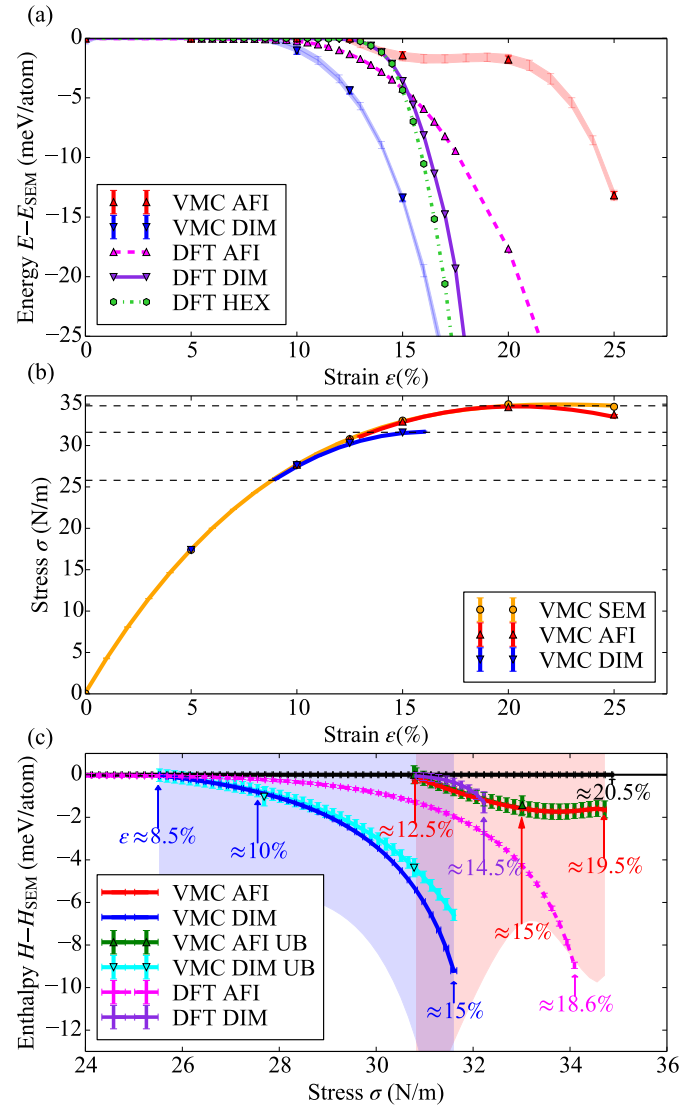 (a)
0
−5
−10
−15
−20
−25
Energy E−E_SEM (meV/atom)
VMC AFI
VMC DIM
DFT AFI
DFT DIM
DFT HEX
0 5 10 15 20 25
Strain ε(%)
(b)
35
30
25
20
15
10
5
0
Stress σ (N/m)
VMC SEM
VMC AFI
VMC DIM
0 5 10 15 20 25
Strain ε(%)
(c)
0
−2
−4
−6
−8
−10
−12
Enthalpy H−H_SEM (meV/atom)
≈20.5%
ε≈8.5%
≈10%
≈12.5%
≈14.5%
≈19.5%
≈15%
≈15%
≈18.6%
VMC AFI
VMC DIM
VMC AFI UB
VMC DIM UB
DFT AFI
DFT DIM
24 26 28 30 32 34 36
Stress σ (N/m)